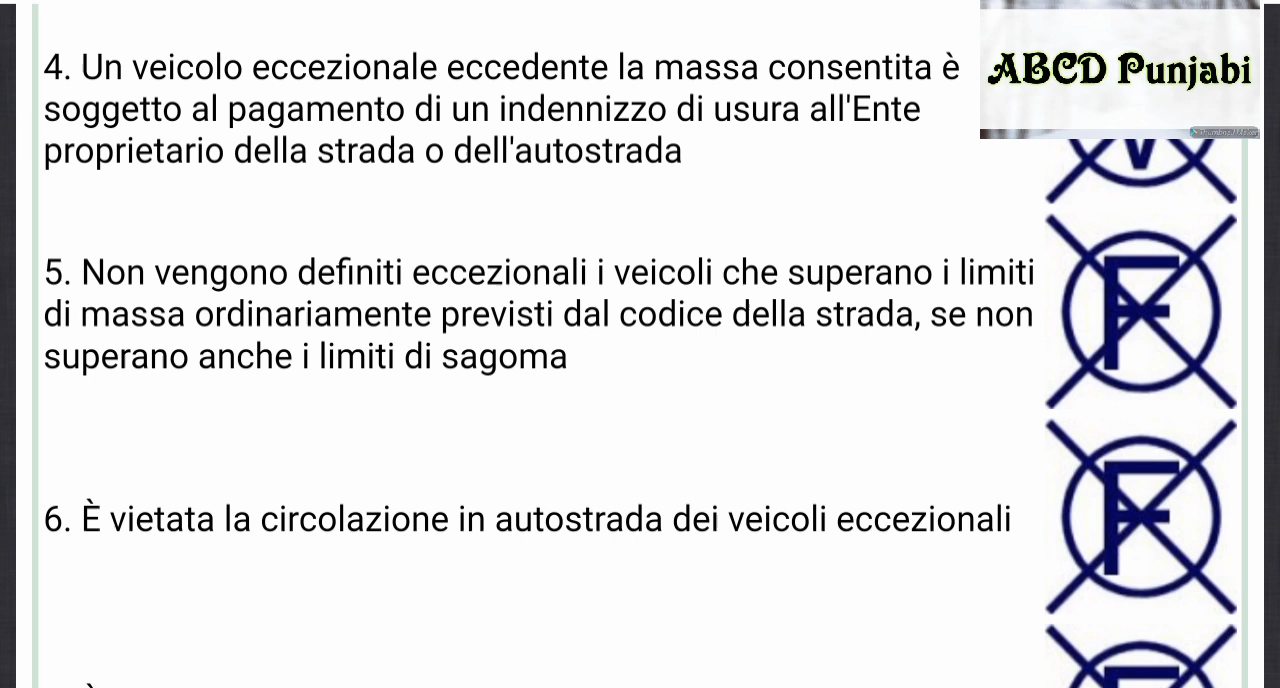 4. Un veicolo eccezionale eccedente la massa consentita è
soggetto al pagamento di un indennizzo di usura all'Ente
proprietario della strada o dell'autostrada
ABCD Punjabi
V
5. Non vengono definiti eccezionali i veicoli che superano i limiti
di massa ordinariamente previsti dal codice della strada, se non
superano anche i limiti di sagoma
F
6. È vietata la circolazione in autostrada dei veicoli eccezionali
F